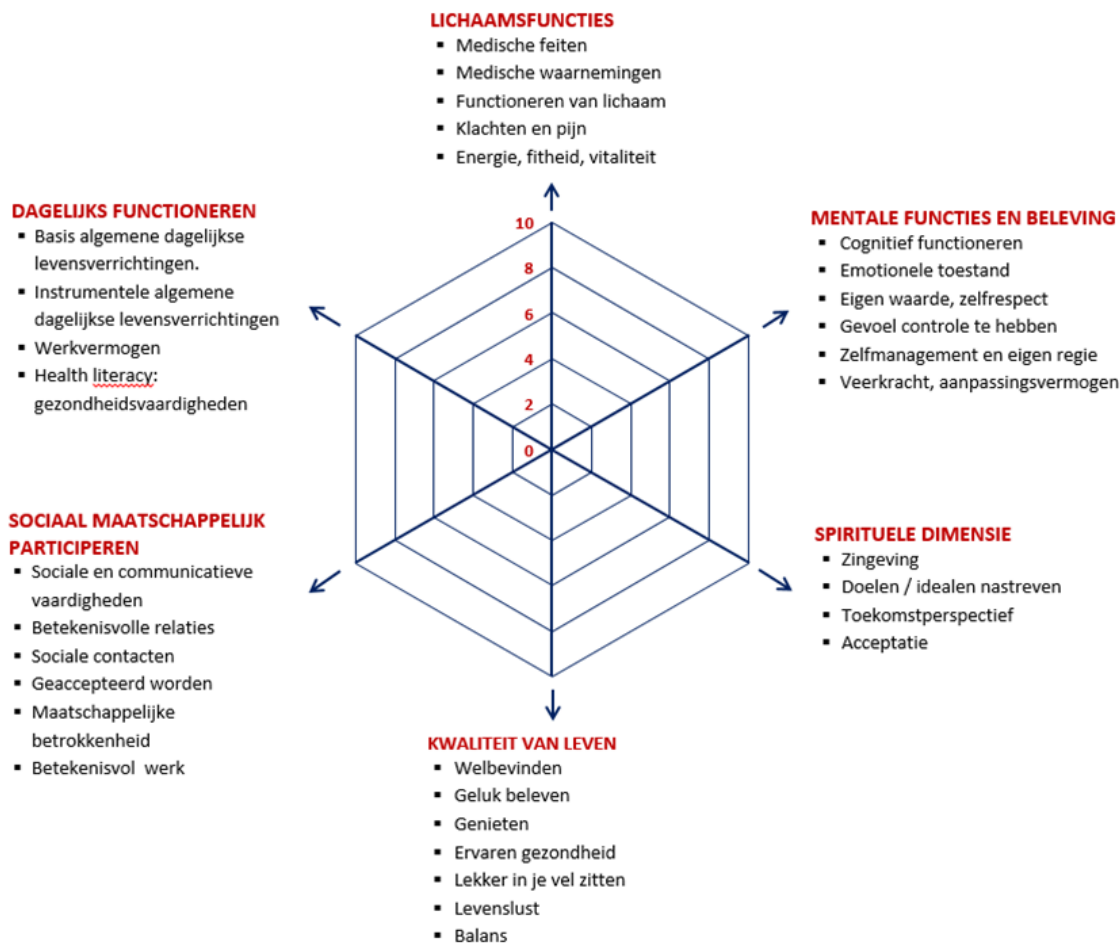 LICHAAMSFUNCTIES
▪ Medische feiten
▪ Medische waarnemingen
▪ Functioneren van lichaam
▪ Klachten en pijn
▪ Energie, fitheid, vitaliteit
MENTALE FUNCTIES EN BELEVING
▪ Cognitief functioneren
▪ Emotionele toestand
▪ Eigen waarde, zelfrespect
▪ Gevoel controle te hebben
▪ Zelfmanagement en eigen regie
▪ Veerkracht, aanpassingsvermogen
SPIRITUELE DIMENSIE
▪ Zingeving
▪ Doelen / idealen nastreven
▪ Toekomstperspectief
▪ Acceptatie
KWALITEIT VAN LEVEN
▪ Welbevinden
▪ Geluk beleven
▪ Genieten
▪ Ervaren gezondheid
▪ Lekker in je vel zitten
▪ Levenslust
▪ Balans
SOCIAAL MAATSCHAPPELIJK
PARTICIPEREN
▪ Sociale en communicatieve
vaardigheden
▪ Betekenisvolle relaties
▪ Sociale contacten
▪ Geaccepteerd worden
▪ Maatschappelijke
betrokkenheid
▪ Betekenisvol werk
DAGELIJKS FUNCTIONEREN
▪ Basis algemene dagelijkse
levensverrichtingen.
▪ Instrumentele algemene
dagelijkse levensverrichtingen
▪ Werkvermogen
▪ Health literacy:
gezondheidsvaardigheden
10
8
6
4
2
0